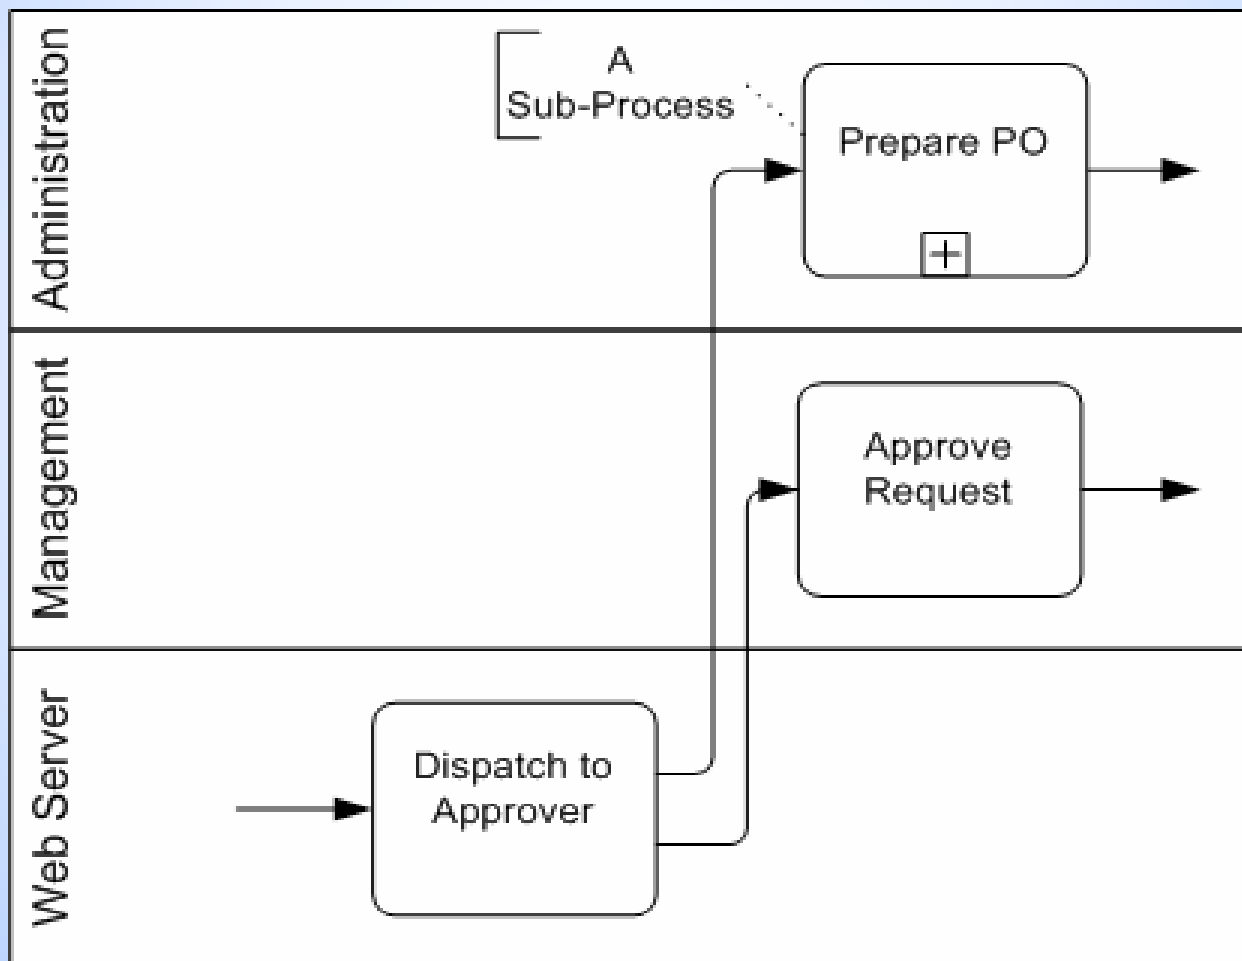 Administration
A
Sub-Process
Prepare PO
Management
Approve
Request
Web Server
Dispatch to
Approver